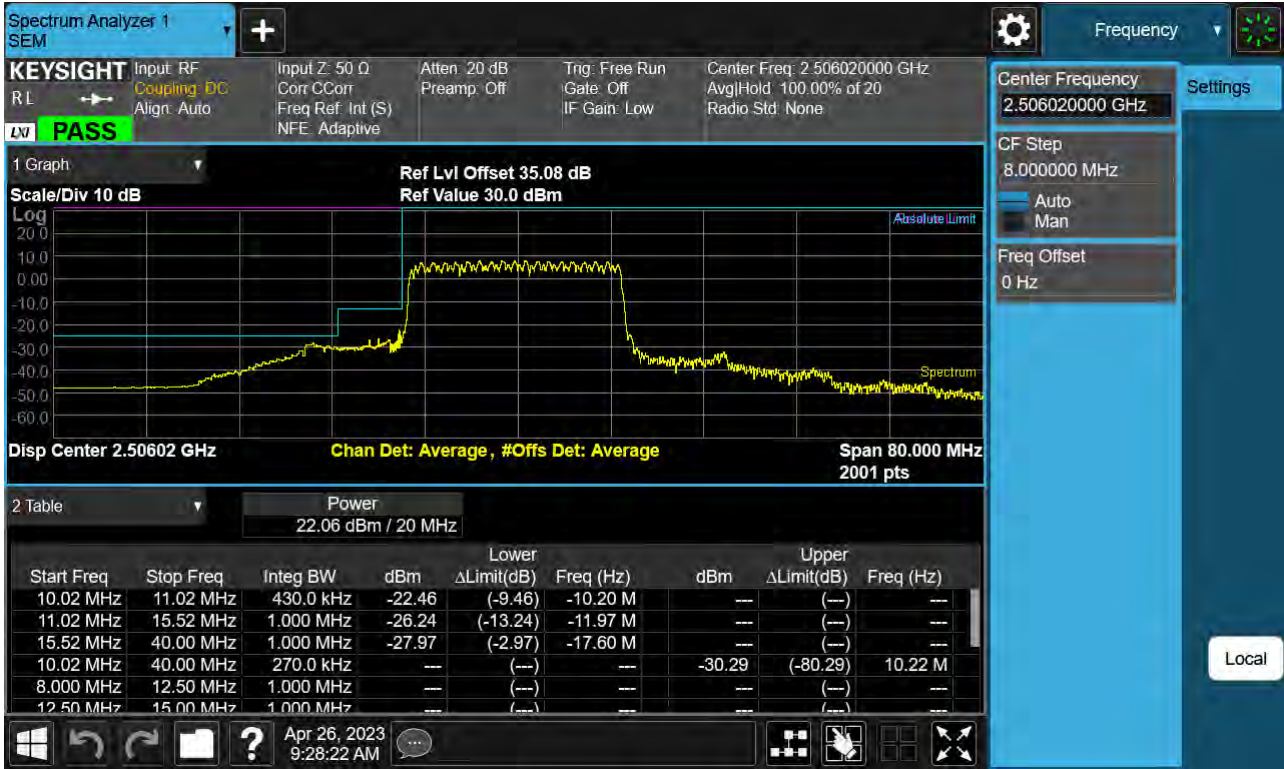 Spectrum Analyzer 1
SEM
Frequency
KEYSIGHT
R L
LXI
PASS
Input: RF
Coupling: DC
Align: Auto
Input Z: 50 Ω
Corr CCorr
Freq Ref: Int (S)
NFE: Adaptive
Atten: 20 dB
Preamp: Off
Trig: Free Run
Gate: Off
IF Gain: Low
Center Freq: 2.506020000 GHz
Avg|Hold: 100.00% of 20
Radio Std: None
Center Frequency
2.506020000 GHz
Settings
CF Step
8.000000 MHz
Auto
Man
Freq Offset
0 Hz
Local
1 Graph
Scale/Div 10 dB
Ref Lvl Offset 35.08 dB
Ref Value 30.0 dBm
Log
Absolute Limit
20.0
10.0
0.00
-10.0
-20.0
-30.0
-40.0
-50.0
-60.0
Spectrum
Disp Center 2.50602 GHz
Chan Det: Average, #Offs Det: Average
Span 80.000 MHz
2001 pts
2 Table
Power
22.06 dBm / 20 MHz
Lower Upper
Start Freq Stop Freq Integ BW dBm ΔLimit(dB) Freq (Hz) dBm ΔLimit(dB) Freq (Hz)
10.02 MHz 11.02 MHz 430.0 kHz -22.46 (-9.46) -10.20 M --- (---) ---
11.02 MHz 15.52 MHz 1.000 MHz -26.24 (-13.24) -11.97 M --- (---) ---
15.52 MHz 40.00 MHz 1.000 MHz -27.97 (-2.97) -17.60 M --- (---) ---
10.02 MHz 40.00 MHz 270.0 kHz --- (---) --- -30.29 (-80.29) 10.22 M
8.000 MHz 12.50 MHz 1.000 MHz --- (---) --- --- (---) ---
12.50 MHz 15.00 MHz 1.000 MHz --- (---) --- --- (---) ---
Apr 26, 2023
9:28:22 AM